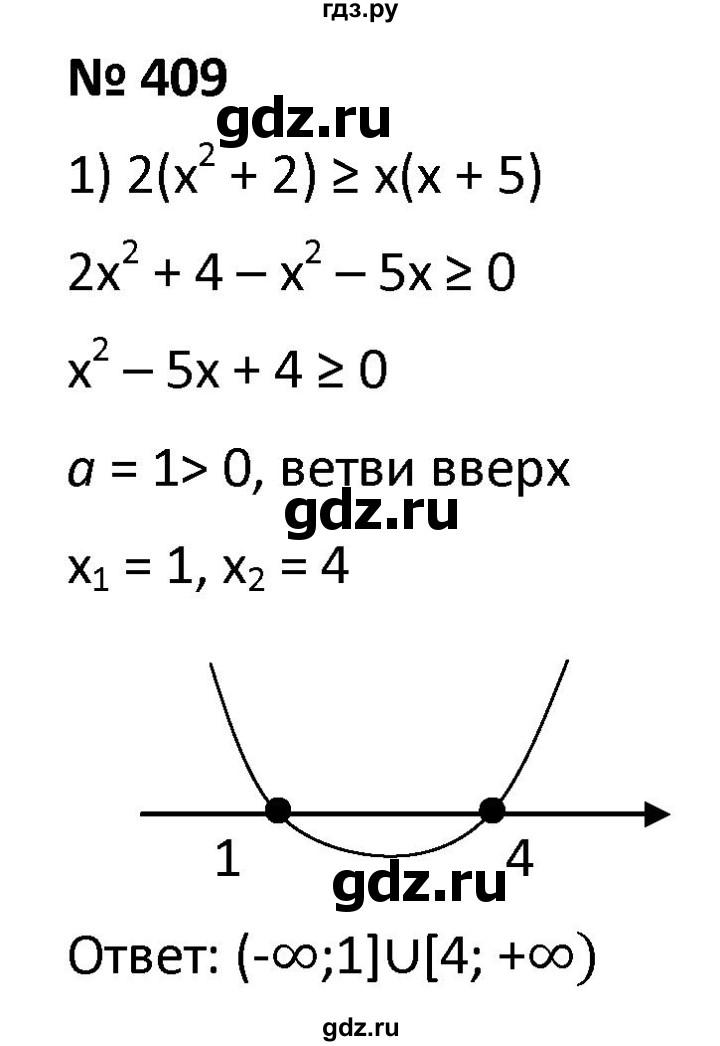 гдз.ру
№ 409
gdz.ru
1) 2(x² + 2) ≥ x(x + 5)
2x² + 4 – x² – 5x ≥ 0
x² – 5x + 4 ≥ 0
a = 1> 0, ветви вверх
gdz.ru
x₁ = 1, x₂ = 4
1 4
gdz.ru
Ответ: (-∞;1]∪[4; +∞)
gdz.ru